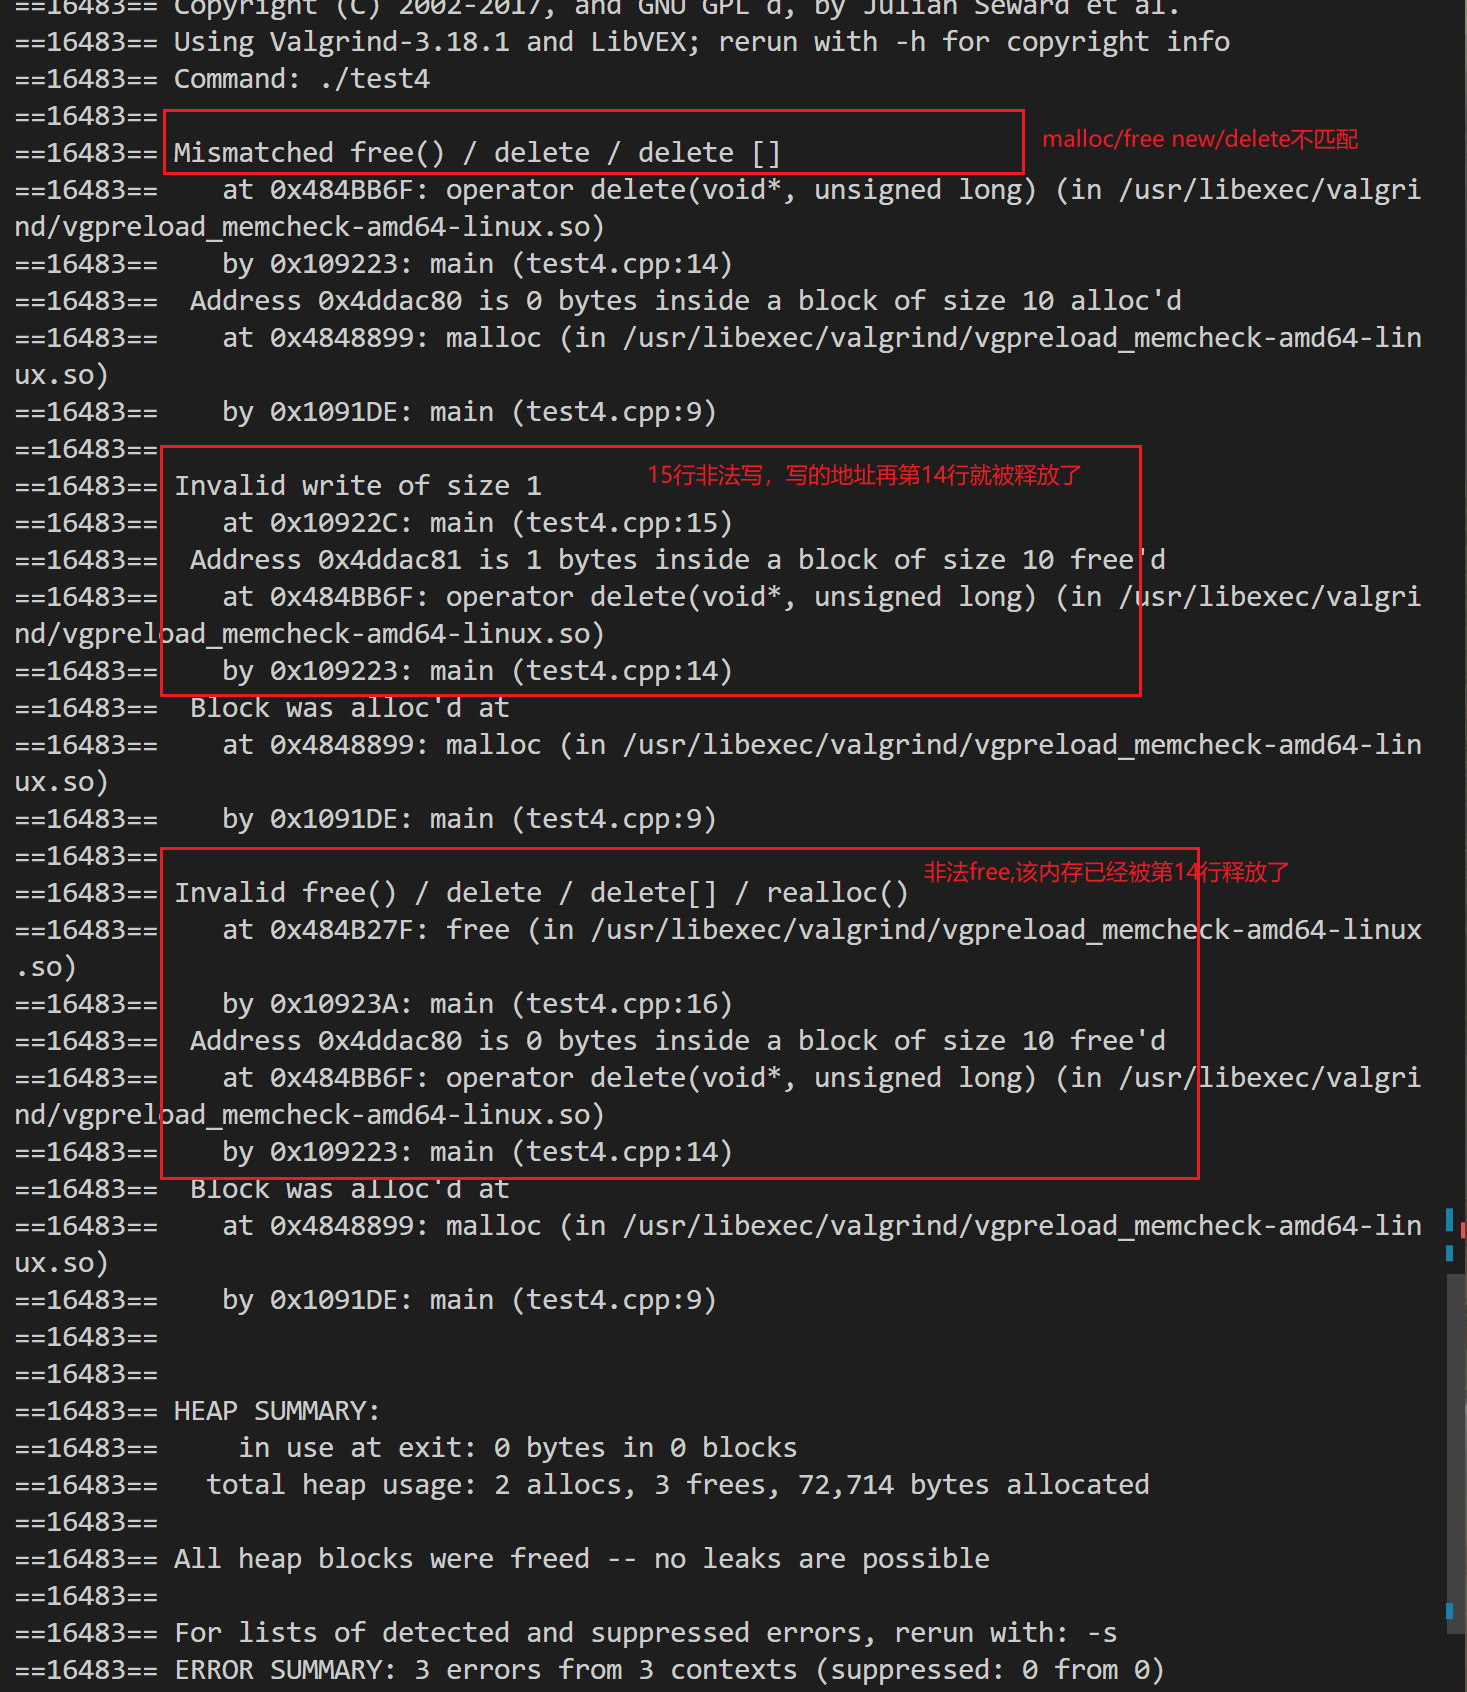 ==16483== Copyright (C) 2002-2017, and GNU GPL'd, by Julian Seward et al.
==16483== Using Valgrind-3.18.1 and LibVEX; rerun with -h for copyright info
==16483== Command: ./test4
==16483==
malloc/free new/delete不匹配
==16483== Mismatched free() / delete / delete []
==16483==    at 0x484BB6F: operator delete(void*, unsigned long) (in /usr/libexec/valgri
nd/vgpreload_memcheck-amd64-linux.so)
==16483==    by 0x109223: main (test4.cpp:14)
==16483==  Address 0x4ddac80 is 0 bytes inside a block of size 10 alloc'd
==16483==    at 0x4848899: malloc (in /usr/libexec/valgrind/vgpreload_memcheck-amd64-lin
ux.so)
==16483==    by 0x1091DE: main (test4.cpp:9)
==16483==
15行非法写，写的地址再第14行就被释放了
==16483== Invalid write of size 1
==16483==    at 0x10922C: main (test4.cpp:15)
==16483==  Address 0x4ddac81 is 1 bytes inside a block of size 10 free'd
==16483==    at 0x484BB6F: operator delete(void*, unsigned long) (in /usr/libexec/valgri
nd/vgpreload_memcheck-amd64-linux.so)
==16483==    by 0x109223: main (test4.cpp:14)
==16483==  Block was alloc'd at
==16483==    at 0x4848899: malloc (in /usr/libexec/valgrind/vgpreload_memcheck-amd64-lin
ux.so)
==16483==    by 0x1091DE: main (test4.cpp:9)
==16483==
非法free,该内存已经被第14行释放了
==16483== Invalid free() / delete / delete[] / realloc()
==16483==    at 0x484B27F: free (in /usr/libexec/valgrind/vgpreload_memcheck-amd64-linux
.so)
==16483==    by 0x10923A: main (test4.cpp:16)
==16483==  Address 0x4ddac80 is 0 bytes inside a block of size 10 free'd
==16483==    at 0x484BB6F: operator delete(void*, unsigned long) (in /usr/libexec/valgri
nd/vgpreload_memcheck-amd64-linux.so)
==16483==    by 0x109223: main (test4.cpp:14)
==16483==  Block was alloc'd at
==16483==    at 0x4848899: malloc (in /usr/libexec/valgrind/vgpreload_memcheck-amd64-lin
ux.so)
==16483==    by 0x1091DE: main (test4.cpp:9)
==16483==
==16483==
==16483== HEAP SUMMARY:
==16483==     in use at exit: 0 bytes in 0 blocks
==16483==   total heap usage: 2 allocs, 3 frees, 72,714 bytes allocated
==16483==
==16483== All heap blocks were freed -- no leaks are possible
==16483==
==16483== For lists of detected and suppressed errors, rerun with: -s
==16483== ERROR SUMMARY: 3 errors from 3 contexts (suppressed: 0 from 0)